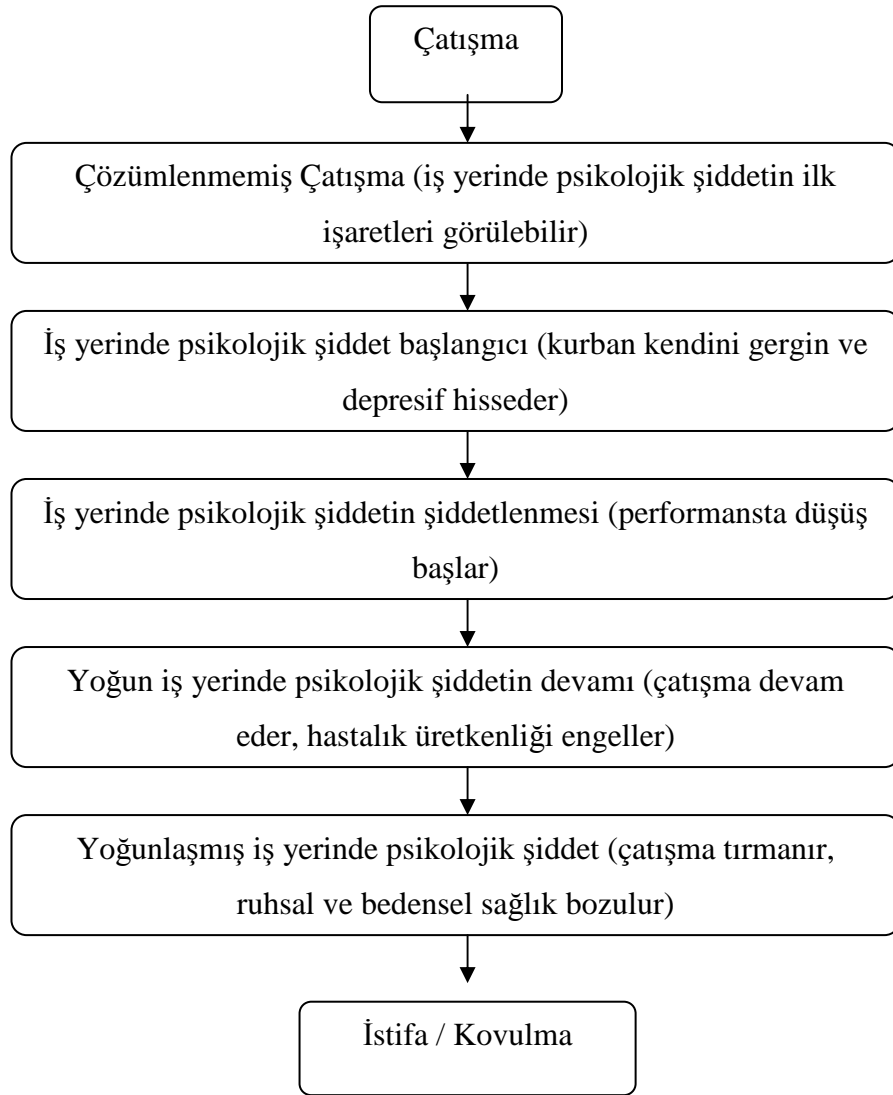 Çatışma
Çözümlenmemiş Çatışma (iş yerinde psikolojik şiddetin ilk
işaretleri görülebilir)
İş yerinde psikolojik şiddet başlangıcı (kurban kendini gergin ve
depresif hisseder)
İş yerinde psikolojik şiddetin şiddetlenmesi (performansta düşüş
başlar)
Yoğun iş yerinde psikolojik şiddetin devamı (çatışma devam
eder, hastalık üretkenliği engeller)
Yoğunlaşmış iş yerinde psikolojik şiddet (çatışma tırmanır,
ruhsal ve bedensel sağlık bozulur)
İstifa / Kovulma